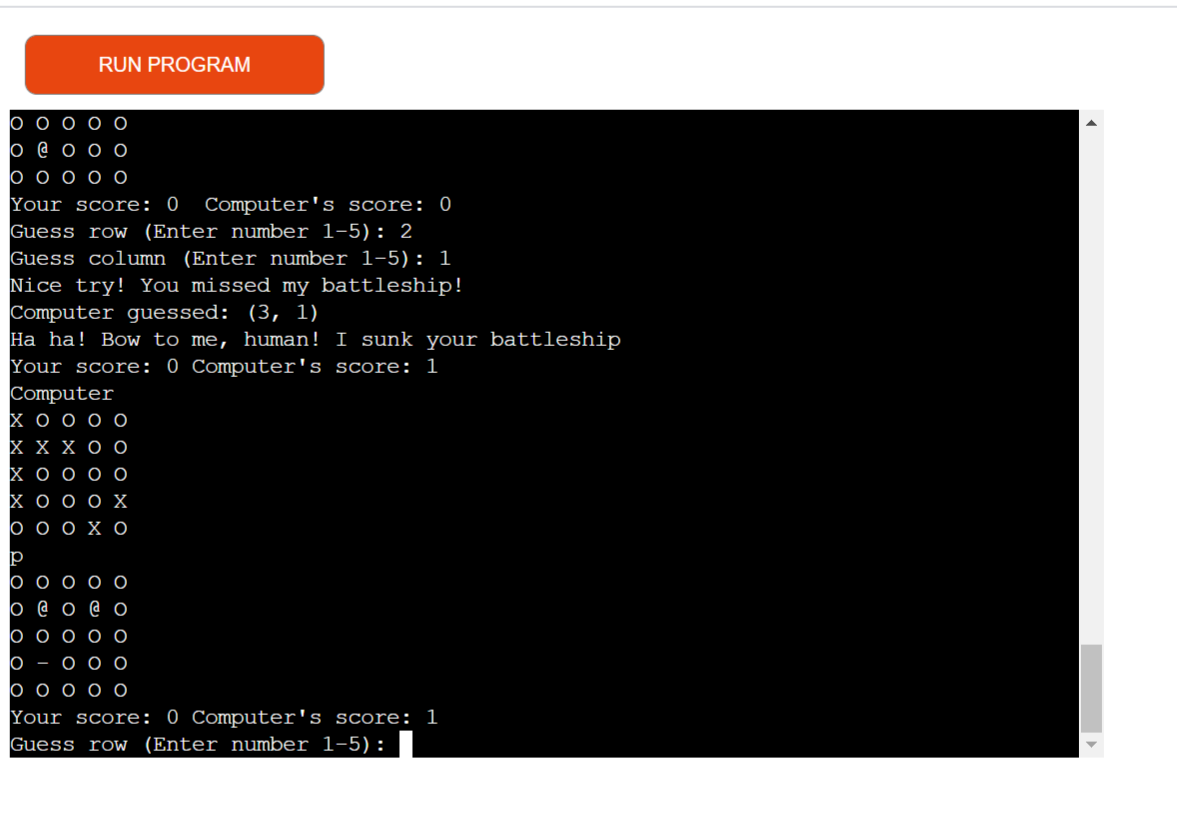 RUN PROGRAM
O O O O O
O @ O O O
O O O O O
Your score: 0  Computer's score: 0
Guess row (Enter number 1-5): 2
Guess column (Enter number 1-5): 1
Nice try! You missed my battleship!
Computer guessed: (3, 1)
Ha ha! Bow to me, human! I sunk your battleship
Your score: 0 Computer's score: 1
Computer
X O O O O
X X X O O
X O O O O
X O O O X
O O O X O
p
O O O O O
O @ O @ O
O O O O O
O - O O O
O O O O O
Your score: 0 Computer's score: 1
Guess row (Enter number 1-5):